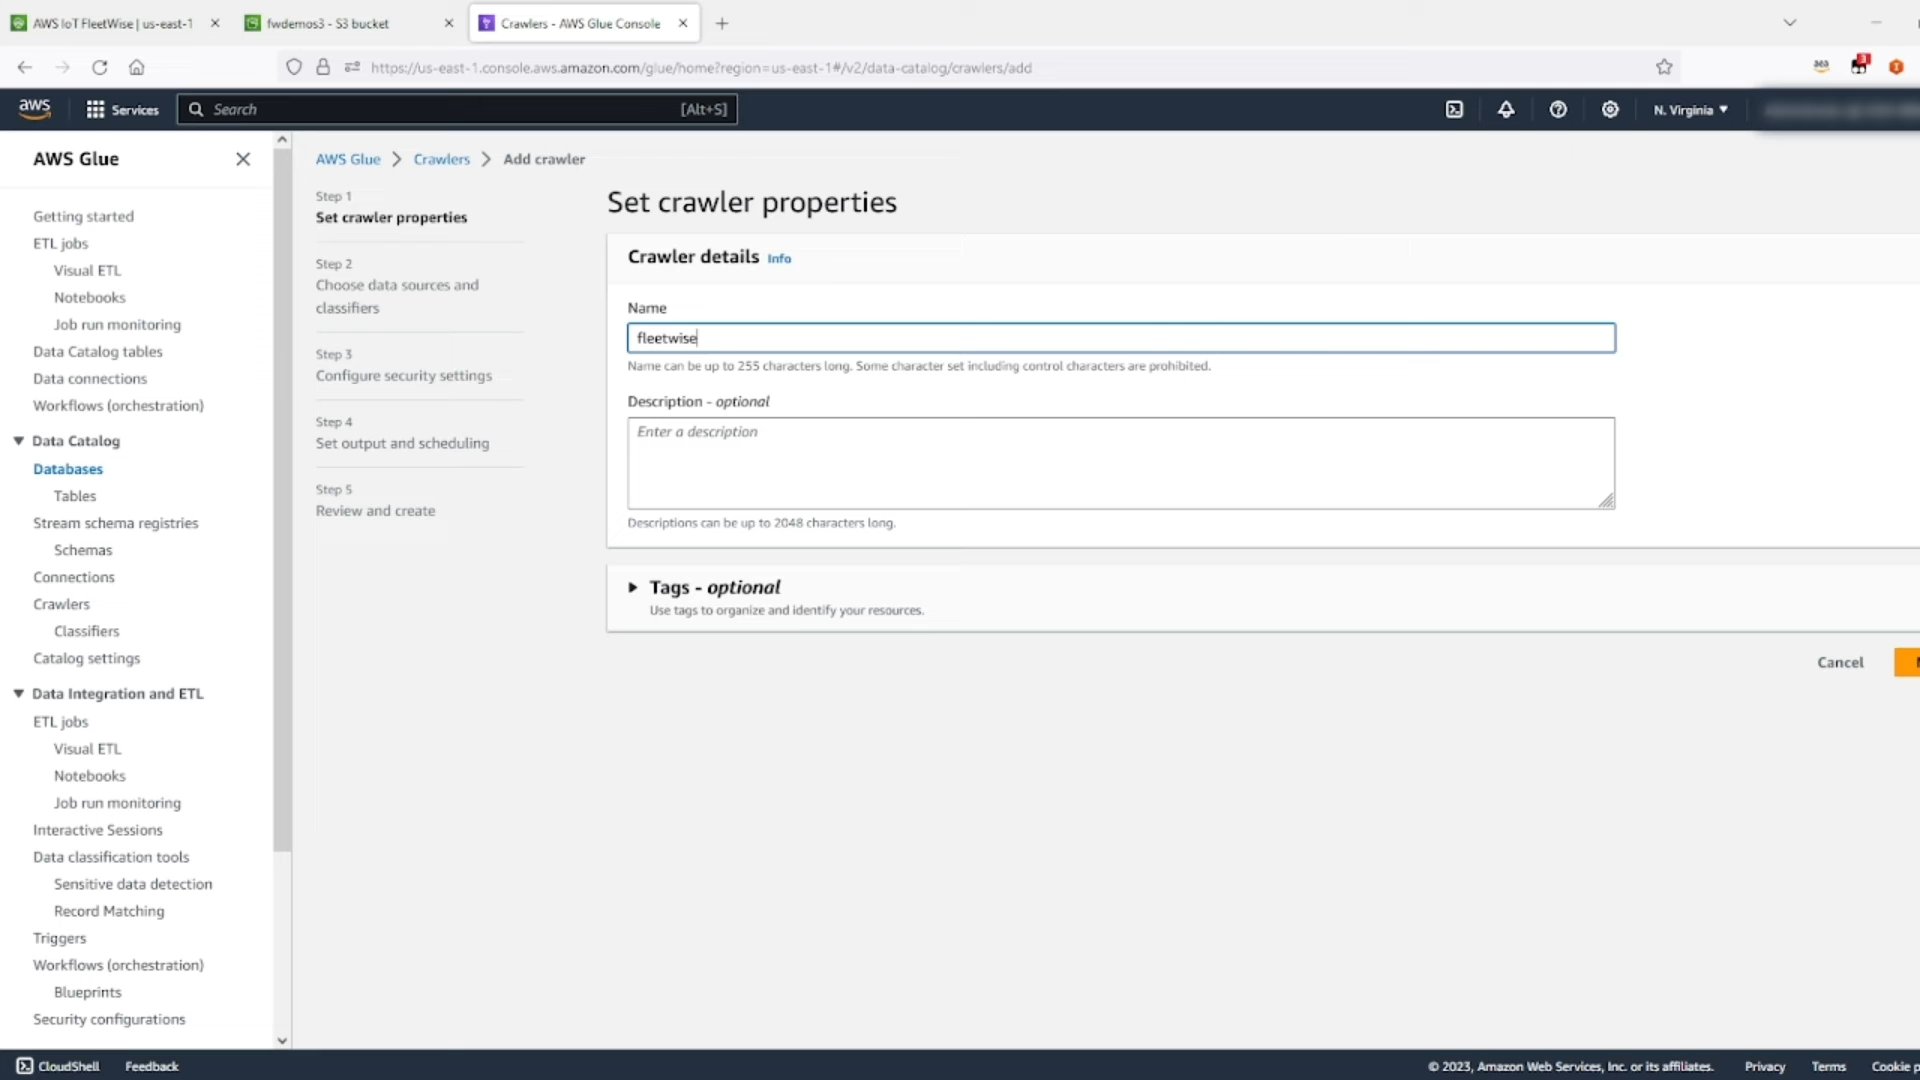 AWS IoT FleetWise | us-east-1
fwdemos3 - S3 bucket
Crawlers - AWS Glue Console
https://us-east-1.console.aws.amazon.com/glue/home?region=us-east-1#/v2/data-catalog/crawlers/add
3
aws
Services
Search
[Alt+S]
N. Virginia
AWS Glue
Getting started
ETL jobs
Visual ETL
Notebooks
Job run monitoring
Data Catalog tables
Data connections
Workflows (orchestration)
Data Catalog
Databases
Tables
Stream schema registries
Schemas
Connections
Crawlers
Classifiers
Catalog settings
Data Integration and ETL
ETL jobs
Visual ETL
Notebooks
Job run monitoring
Interactive Sessions
Data classification tools
Sensitive data detection
Record Matching
Triggers
Workflows (orchestration)
Blueprints
Security configurations
AWS Glue > Crawlers > Add crawler
Step 1
Set crawler properties
Step 2
Choose data sources and
classifiers
Step 3
Configure security settings
Step 4
Set output and scheduling
Step 5
Review and create
Set crawler properties
Crawler details Info
Name
fleetwise
Name can be up to 255 characters long. Some character set including control characters are prohibited.
Description - optional
Enter a description
Descriptions can be up to 2048 characters long.
Tags - optional
Use tags to organize and identify your resources.
Cancel
CloudShell
Feedback
© 2023, Amazon Web Services, Inc. or its affiliates.
Privacy
Terms
Cookie